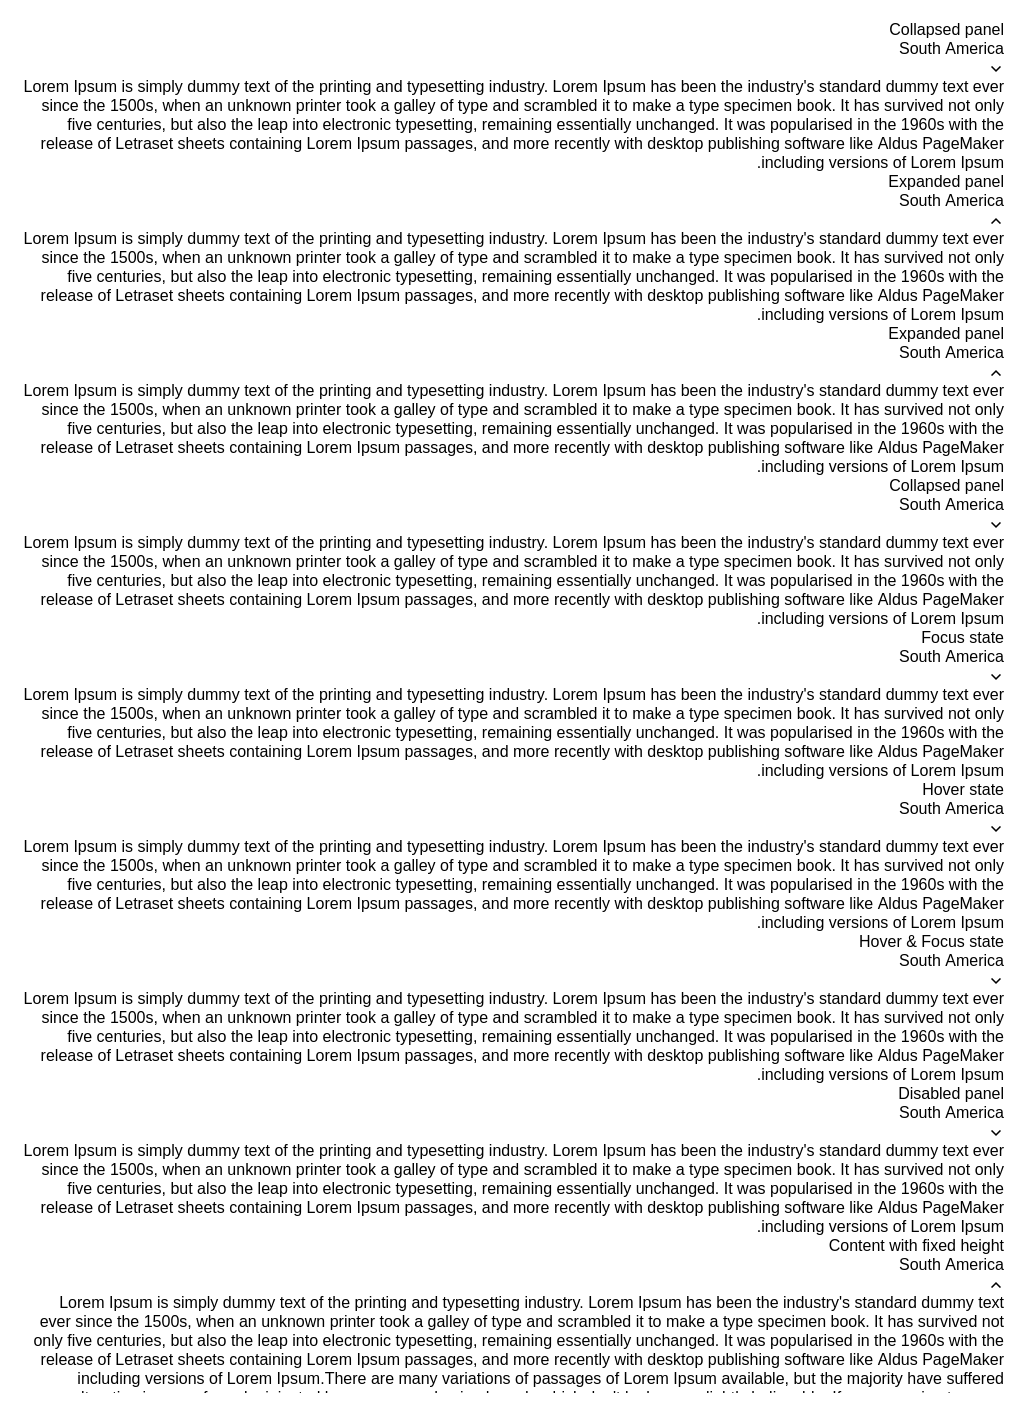 Collapsed panel
South America
Lorem Ipsum is simply dummy text of the printing and typesetting industry. Lorem Ipsum has been the industry's standard dummy text ever
since the 1500s, when an unknown printer took a galley of type and scrambled it to make a type specimen book. It has survived not only
five centuries, but also the leap into electronic typesetting, remaining essentially unchanged. It was popularised in the 1960s with the
release of Letraset sheets containing Lorem Ipsum passages, and more recently with desktop publishing software like Aldus PageMaker
.including versions of Lorem Ipsum
Expanded panel
South America
Lorem Ipsum is simply dummy text of the printing and typesetting industry. Lorem Ipsum has been the industry's standard dummy text ever
since the 1500s, when an unknown printer took a galley of type and scrambled it to make a type specimen book. It has survived not only
five centuries, but also the leap into electronic typesetting, remaining essentially unchanged. It was popularised in the 1960s with the
release of Letraset sheets containing Lorem Ipsum passages, and more recently with desktop publishing software like Aldus PageMaker
.including versions of Lorem Ipsum
Expanded panel
South America
Lorem Ipsum is simply dummy text of the printing and typesetting industry. Lorem Ipsum has been the industry's standard dummy text ever
since the 1500s, when an unknown printer took a galley of type and scrambled it to make a type specimen book. It has survived not only
five centuries, but also the leap into electronic typesetting, remaining essentially unchanged. It was popularised in the 1960s with the
release of Letraset sheets containing Lorem Ipsum passages, and more recently with desktop publishing software like Aldus PageMaker
.including versions of Lorem Ipsum
Collapsed panel
South America
Lorem Ipsum is simply dummy text of the printing and typesetting industry. Lorem Ipsum has been the industry's standard dummy text ever
since the 1500s, when an unknown printer took a galley of type and scrambled it to make a type specimen book. It has survived not only
five centuries, but also the leap into electronic typesetting, remaining essentially unchanged. It was popularised in the 1960s with the
release of Letraset sheets containing Lorem Ipsum passages, and more recently with desktop publishing software like Aldus PageMaker
.including versions of Lorem Ipsum
Focus state
South America
Lorem Ipsum is simply dummy text of the printing and typesetting industry. Lorem Ipsum has been the industry's standard dummy text ever
since the 1500s, when an unknown printer took a galley of type and scrambled it to make a type specimen book. It has survived not only
five centuries, but also the leap into electronic typesetting, remaining essentially unchanged. It was popularised in the 1960s with the
release of Letraset sheets containing Lorem Ipsum passages, and more recently with desktop publishing software like Aldus PageMaker
.including versions of Lorem Ipsum
Hover state
South America
Lorem Ipsum is simply dummy text of the printing and typesetting industry. Lorem Ipsum has been the industry's standard dummy text ever
since the 1500s, when an unknown printer took a galley of type and scrambled it to make a type specimen book. It has survived not only
five centuries, but also the leap into electronic typesetting, remaining essentially unchanged. It was popularised in the 1960s with the
release of Letraset sheets containing Lorem Ipsum passages, and more recently with desktop publishing software like Aldus PageMaker
.including versions of Lorem Ipsum
Hover & Focus state
South America
Lorem Ipsum is simply dummy text of the printing and typesetting industry. Lorem Ipsum has been the industry's standard dummy text ever
since the 1500s, when an unknown printer took a galley of type and scrambled it to make a type specimen book. It has survived not only
five centuries, but also the leap into electronic typesetting, remaining essentially unchanged. It was popularised in the 1960s with the
release of Letraset sheets containing Lorem Ipsum passages, and more recently with desktop publishing software like Aldus PageMaker
.including versions of Lorem Ipsum
Disabled panel
South America
Lorem Ipsum is simply dummy text of the printing and typesetting industry. Lorem Ipsum has been the industry's standard dummy text ever
since the 1500s, when an unknown printer took a galley of type and scrambled it to make a type specimen book. It has survived not only
five centuries, but also the leap into electronic typesetting, remaining essentially unchanged. It was popularised in the 1960s with the
release of Letraset sheets containing Lorem Ipsum passages, and more recently with desktop publishing software like Aldus PageMaker
.including versions of Lorem Ipsum
Content with fixed height
South America
Lorem Ipsum is simply dummy text of the printing and typesetting industry. Lorem Ipsum has been the industry's standard dummy text
ever since the 1500s, when an unknown printer took a galley of type and scrambled it to make a type specimen book. It has survived not
only five centuries, but also the leap into electronic typesetting, remaining essentially unchanged. It was popularised in the 1960s with the
release of Letraset sheets containing Lorem Ipsum passages, and more recently with desktop publishing software like Aldus PageMaker
including versions of Lorem Ipsum.There are many variations of passages of Lorem Ipsum available, but the majority have suffered